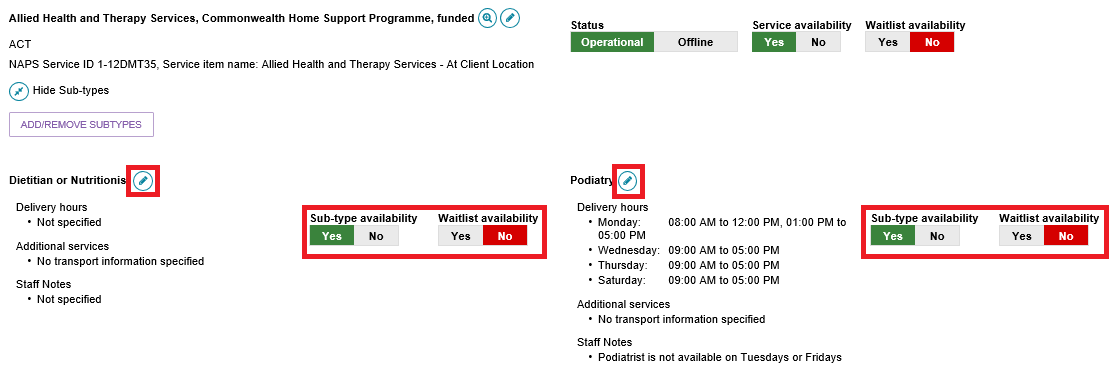 Allied Health and Therapy Services, Commonwealth Home Support Programme, funded
ACT
NAPS Service ID 1-12DMT35, Service item name: Allied Health and Therapy Services - At Client Location
Hide Sub-types
ADD/REMOVE SUBTYPES
Status
Operational Offline
Service availability
Yes No
Waitlist availability
Yes No
Dietitian or Nutritionis
Delivery hours
• Not specified
Additional services
• No transport information specified
Staff Notes
• Not specified
Sub-type availability
Yes No
Waitlist availability
Yes No
Podiatry
Delivery hours
• Monday: 08:00 AM to 12:00 PM, 01:00 PM to
05:00 PM
• Wednesday: 09:00 AM to 05:00 PM
• Thursday: 09:00 AM to 05:00 PM
• Saturday: 09:00 AM to 05:00 PM
Additional services
• No transport information specified
Staff Notes
• Podiatrist is not available on Tuesdays or Fridays
Sub-type availability
Yes No
Waitlist availability
Yes No